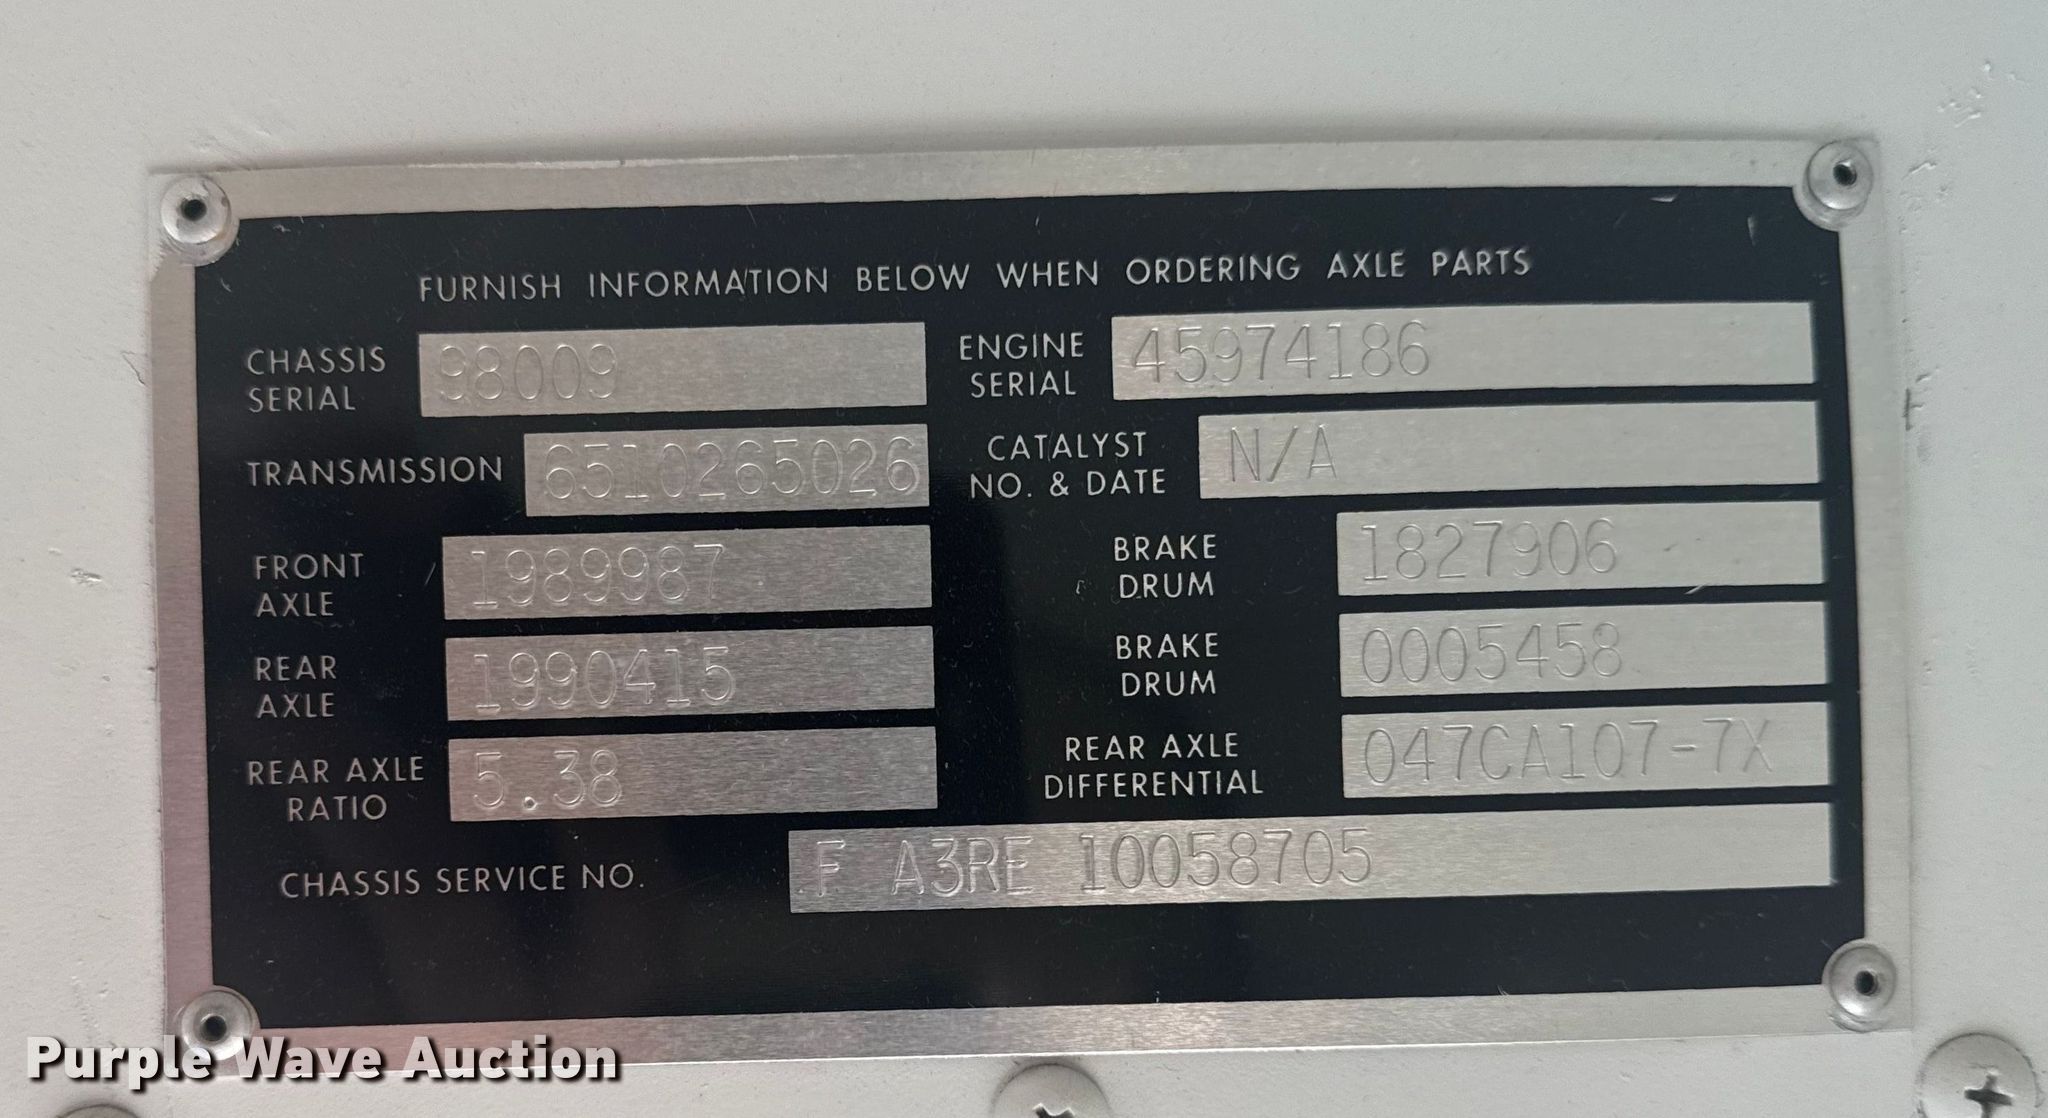 FURNISH INFORMATION BELOW WHEN ORDERING AXLE PARTS
CHASSIS SERIAL 98009
ENGINE SERIAL 45974186
TRANSMISSION 6510265026
CATALYST NO. & DATE N/A
FRONT AXLE 1989987
BRAKE DRUM 1827906
REAR AXLE 1990415
BRAKE DRUM 0005458
REAR AXLE RATIO 5.38
REAR AXLE DIFFERENTIAL 047CA107-7X
CHASSIS SERVICE NO. F A3RE 10058705
Purple Wave Auction